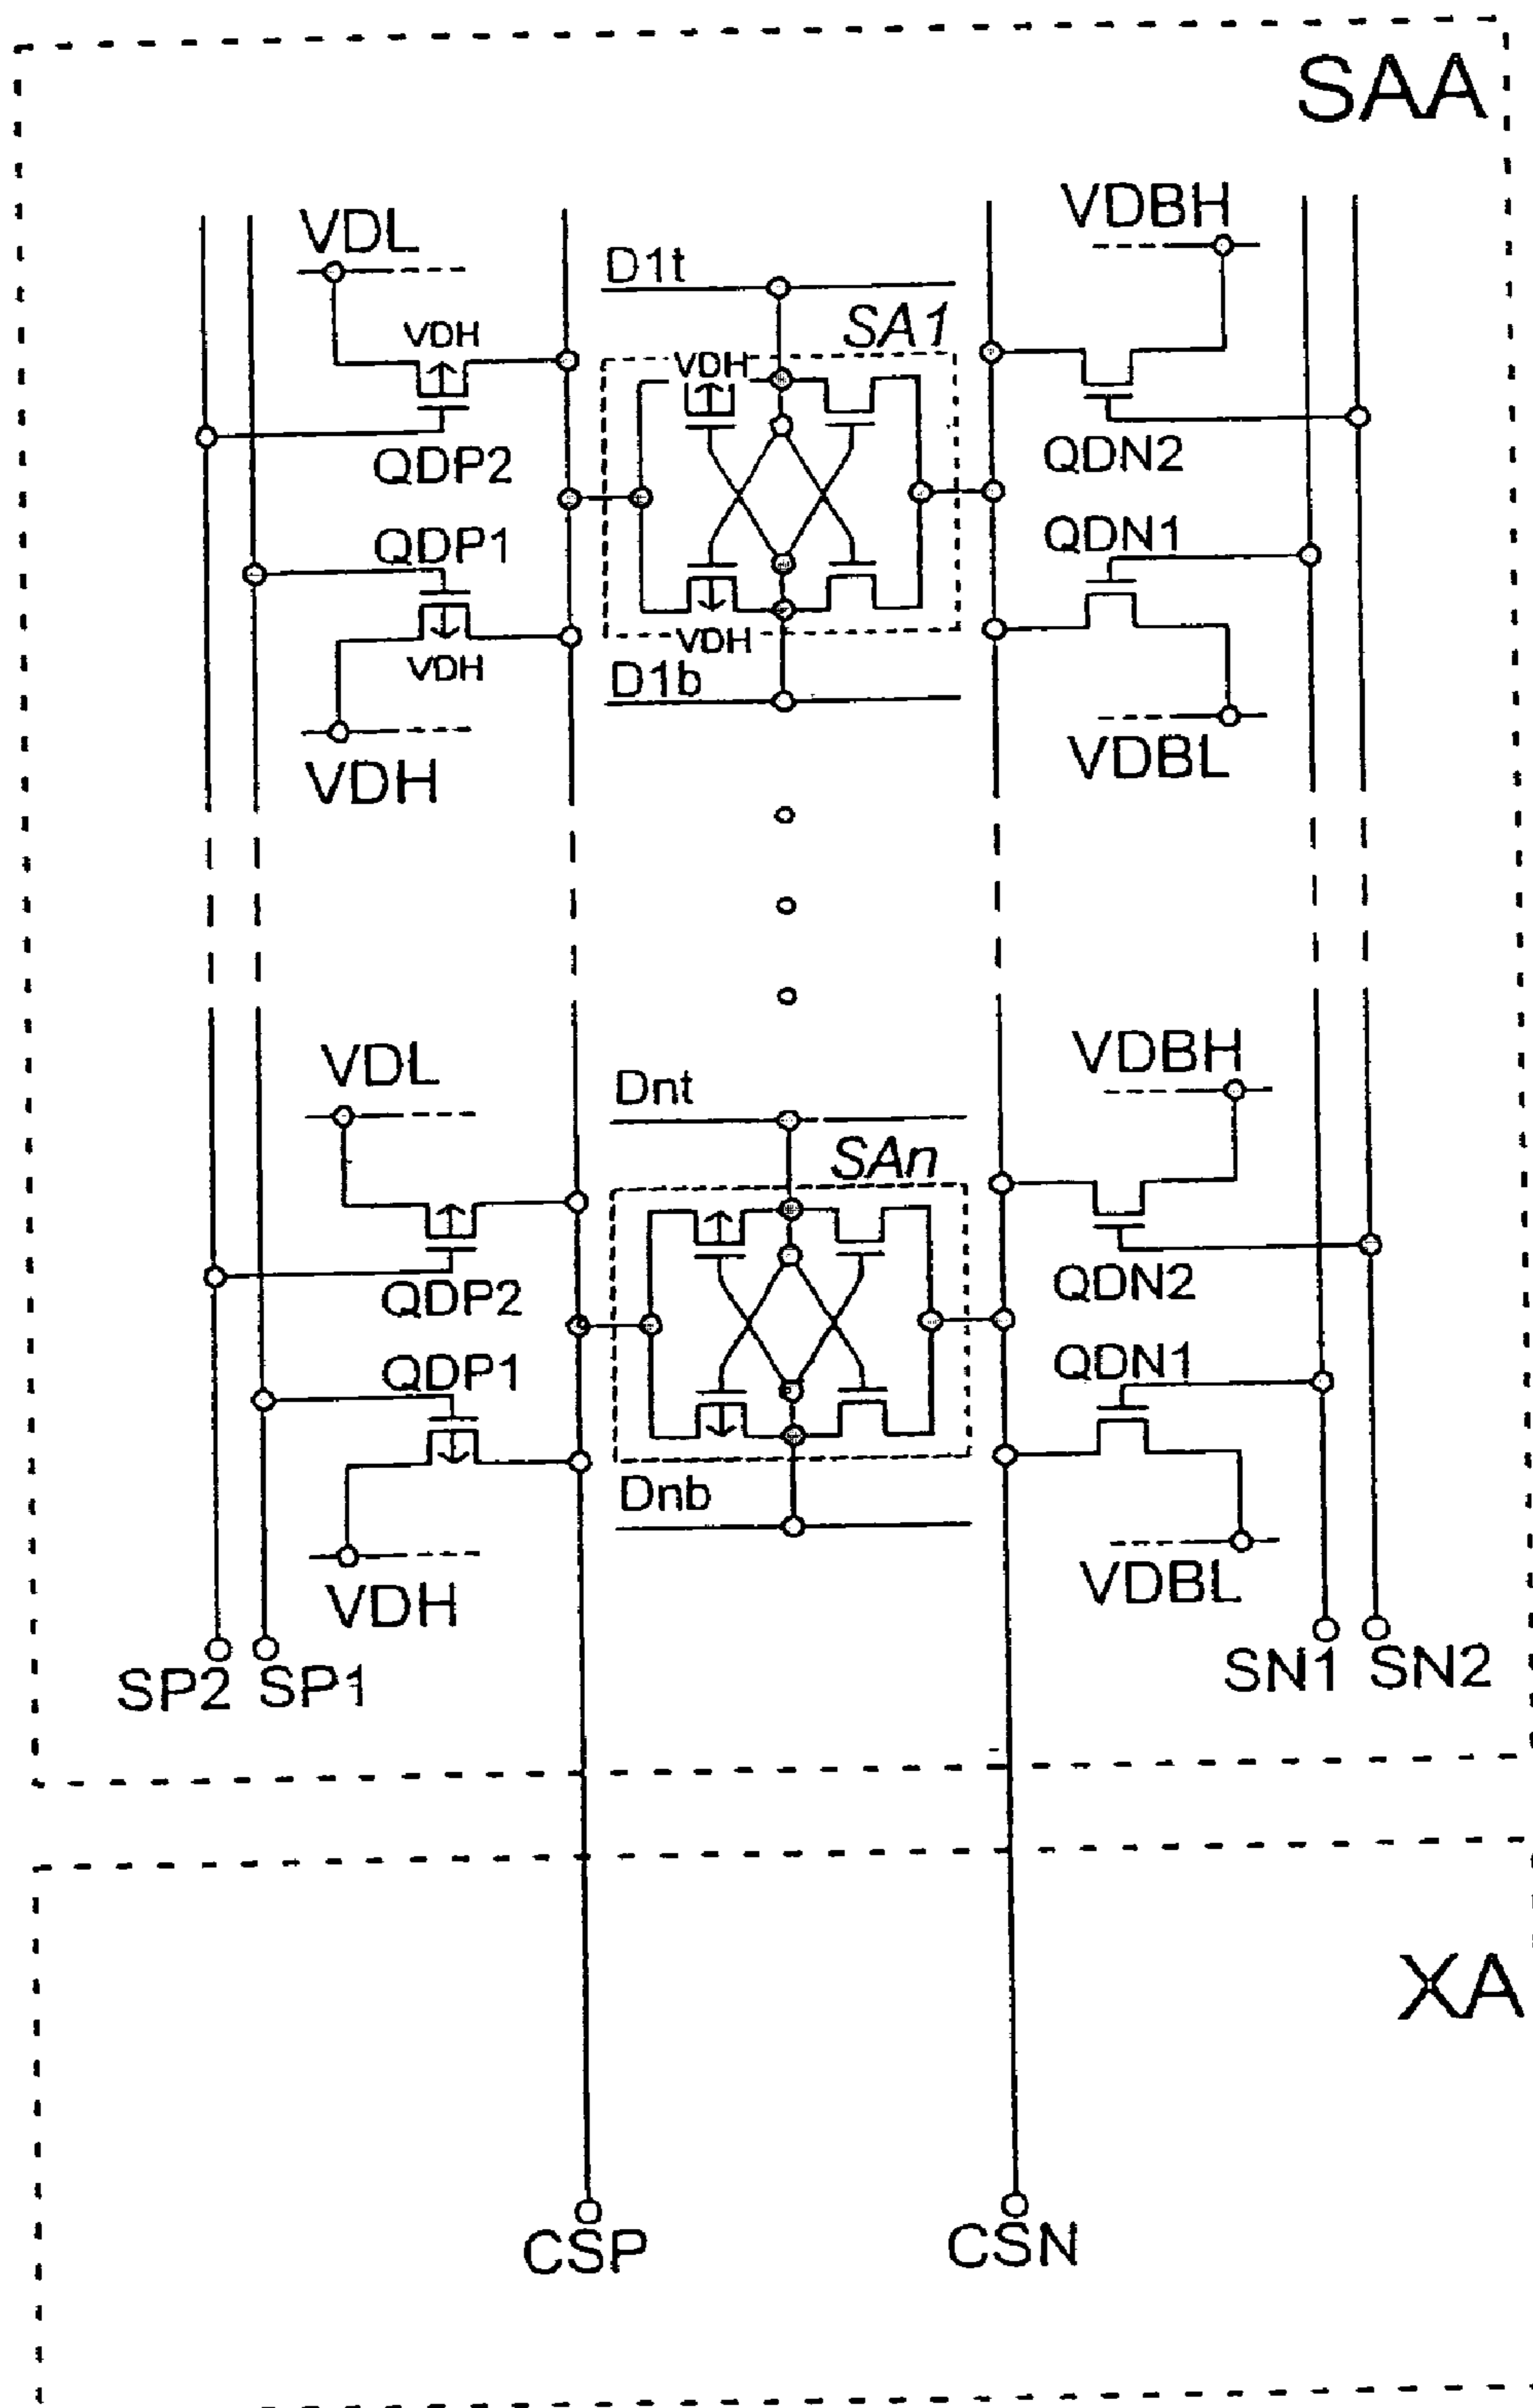 SAA
VDL
VDBH
D1t
VDH
SA1
VDH
QDP2
QDN2
QDP1
QDN1
VDH
VDH
D1b
VDH
VDBL
VDL
VDBH
Dnt
SAn
QDP2
QDN2
QDP1
QDN1
Dnb
VDH
VDBL
SP2 SP1
SN1 SN2
XA
CSP
CSN